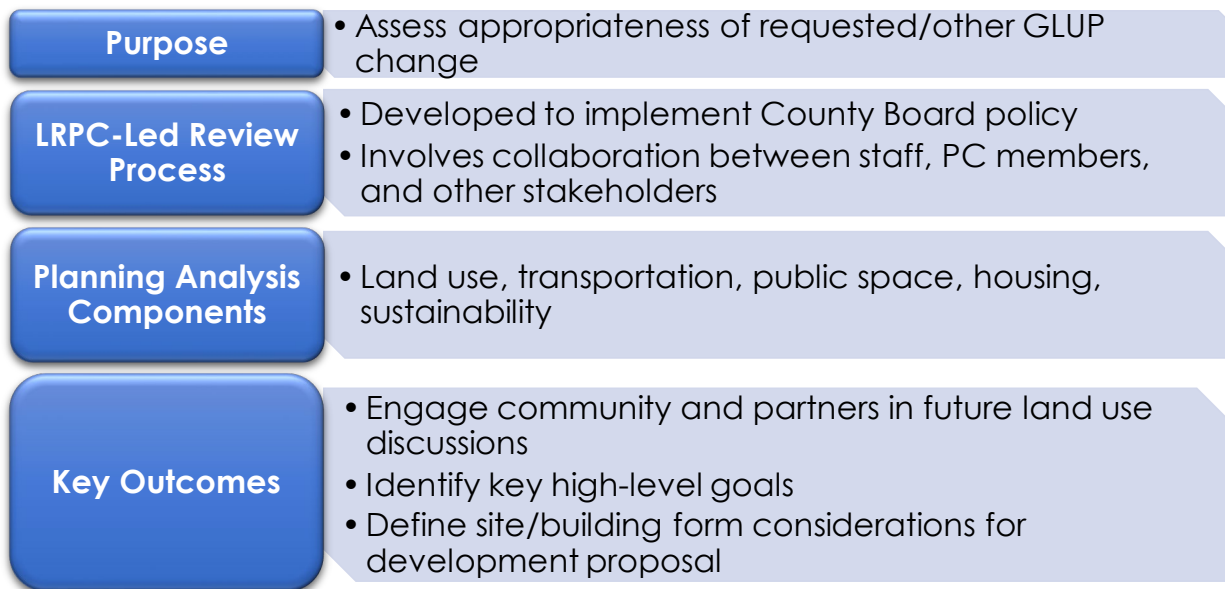 Purpose
• Assess appropriateness of requested/other GLUP
change
LRPC-Led Review
Process
• Developed to implement County Board policy
• Involves collaboration between staff, PC members,
and other stakeholders
Planning Analysis
Components
• Land use, transportation, public space, housing,
sustainability
Key Outcomes
• Engage community and partners in future land use
discussions
• Identify key high-level goals
• Define site/building form considerations for
development proposal